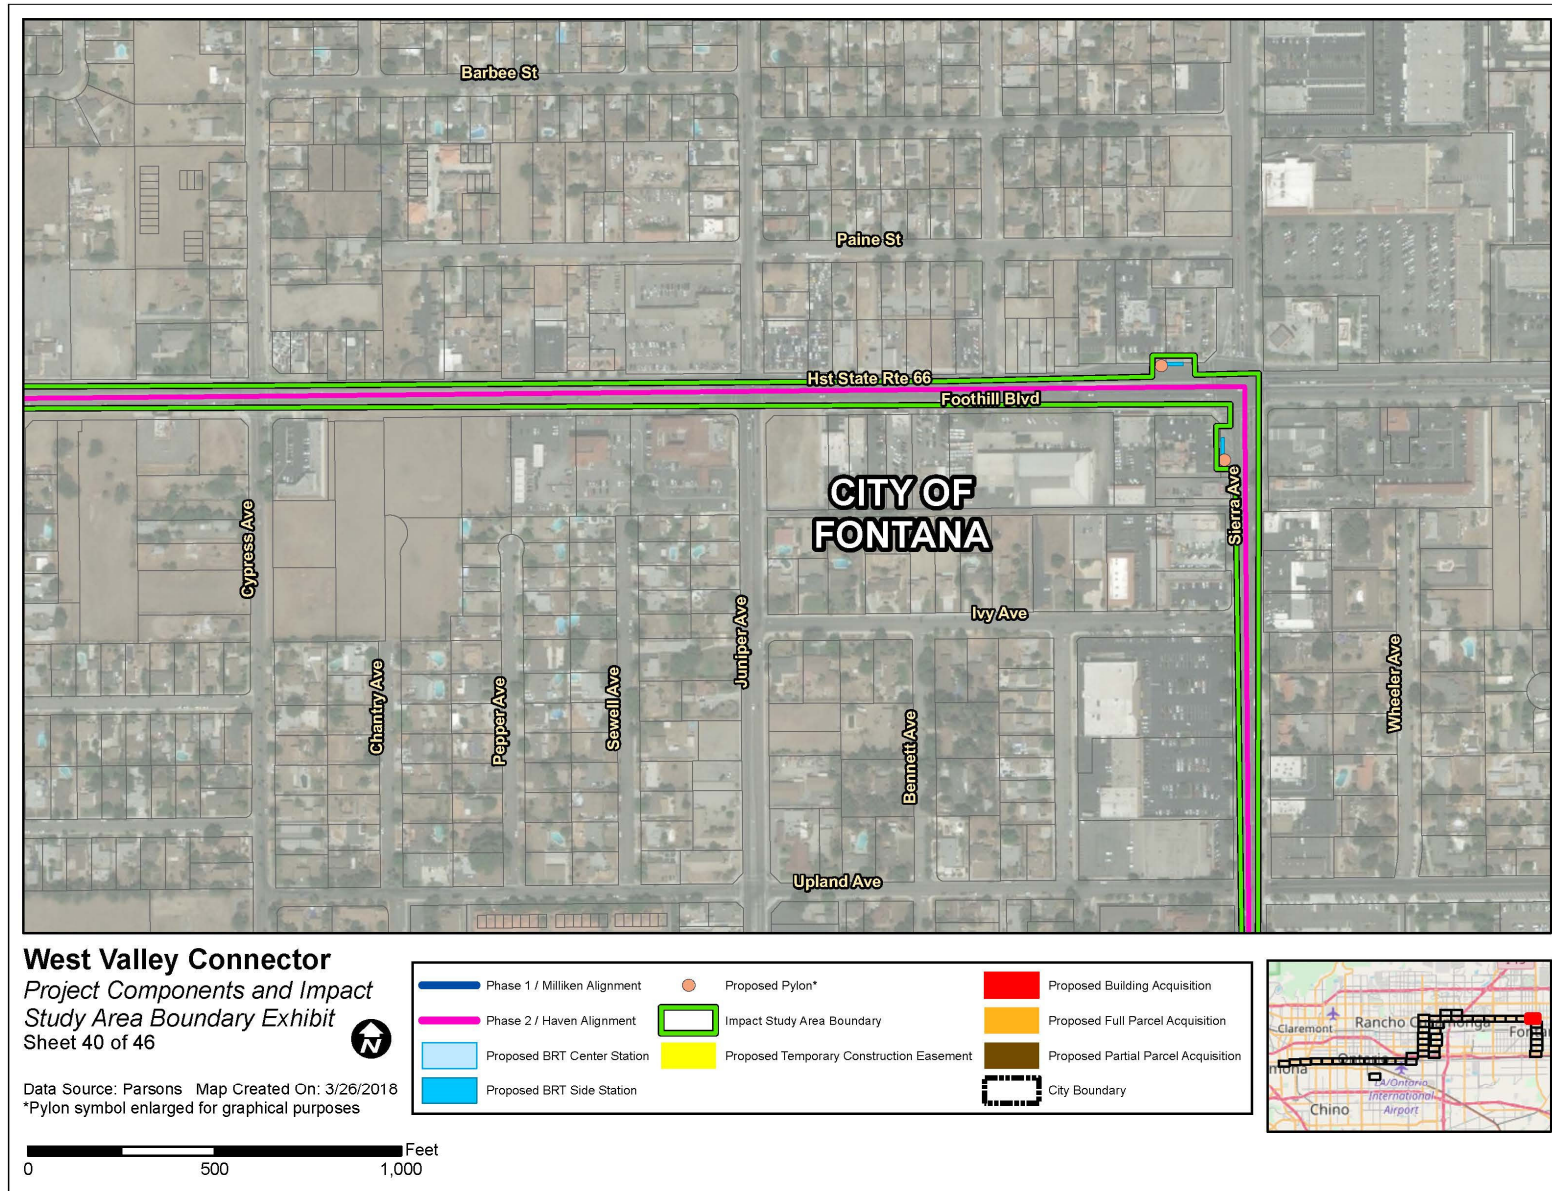 Barbee St
Paine St
Hst State Rte 66
Foothill Blvd
CITY OF
FONTANA
Sierra Ave
Cypress Ave
Juniper Ave
Ivy Ave
Chantry Ave
Pepper Ave
Sewell Ave
Bennett Ave
Wheeler Ave
Upland Ave
West Valley Connector
Project Components and Impact
Study Area Boundary Exhibit
Sheet 40 of 46
N
Data Source: Parsons Map Created On: 3/26/2018
*Pylon symbol enlarged for graphical purposes
Feet
0 500 1,000
Phase 1 / Milliken Alignment
Phase 2 / Haven Alignment
Proposed BRT Center Station
Proposed BRT Side Station
Proposed Pylon*
Impact Study Area Boundary
Proposed Temporary Construction Easement
Proposed Building Acquisition
Proposed Full Parcel Acquisition
Proposed Partial Parcel Acquisition
City Boundary
Claremont
Rancho
Ontario
LA/Ontario
International
Airport
Chino